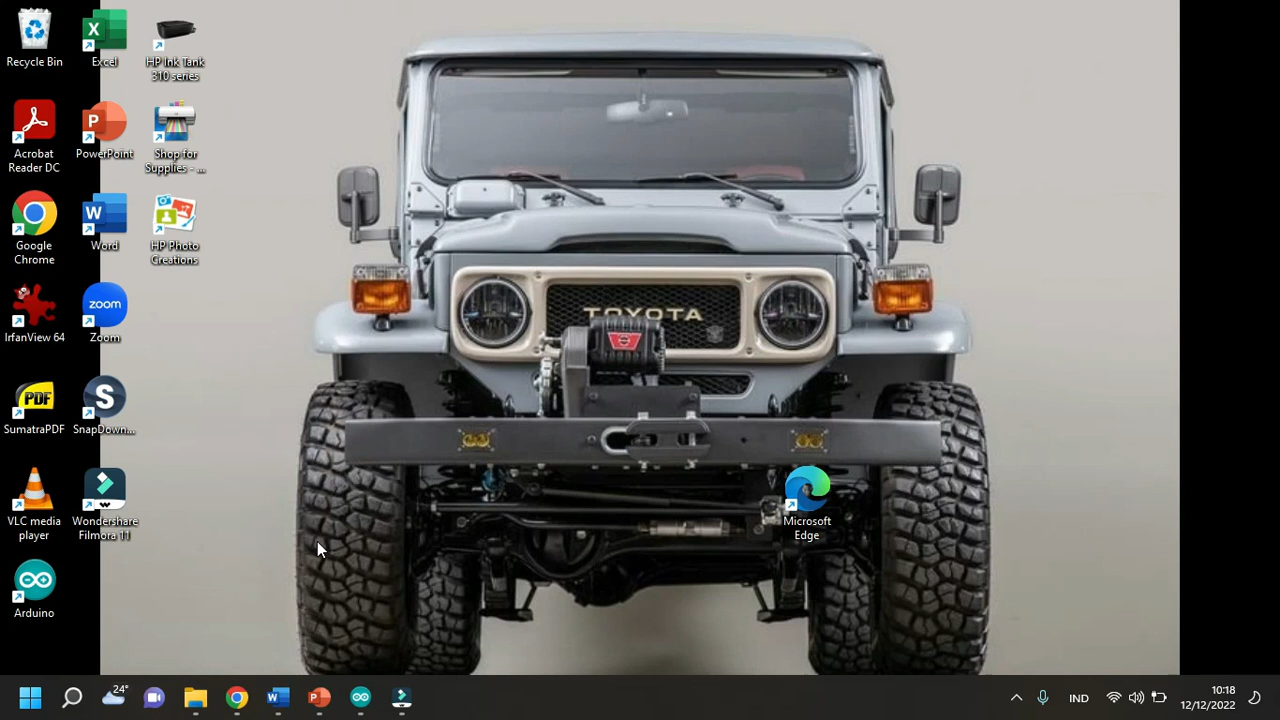 Recycle Bin
Excel
HP Ink Tank
310 series
Acrobat
Reader DC
PowerPoint
Shop for
Supplies - ...
Google
Chrome
Word
HP Photo
Creations
IrfanView 64
zoom
Zoom
PDF
SumatraPDF
SnapDown...
VLC media
player
Wondershare
Filmora 11
Arduino
TOYOTA
Microsoft
Edge
24°
IND
10:18
12/12/2022